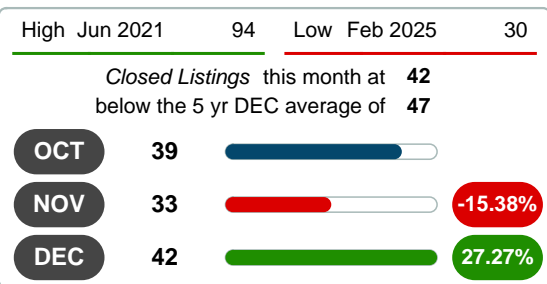 High Jun 2021 94 Low Feb 2025 30
Closed Listings this month at 42
below the 5 yr DEC average of 47
OCT 39
NOV 33 -15.38%
DEC 42 27.27%